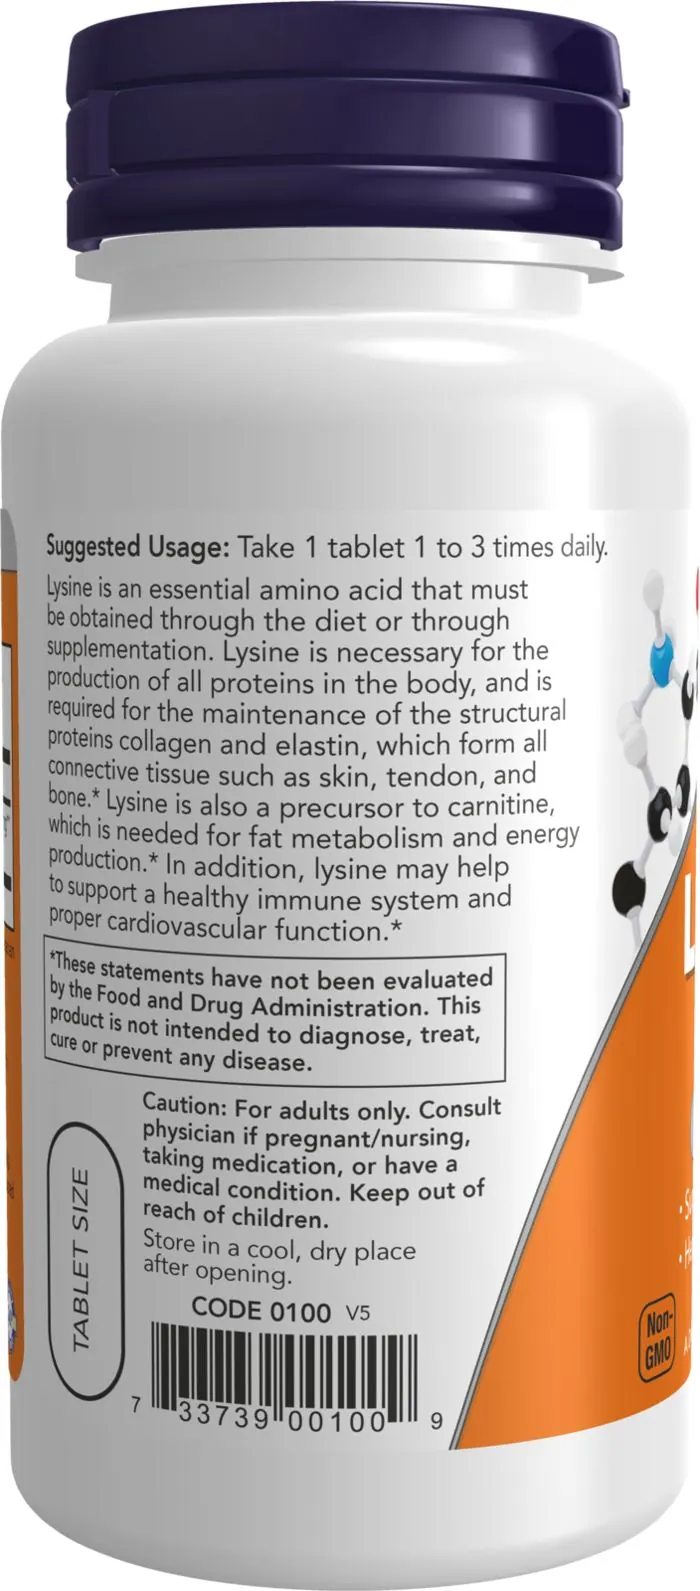 Suggested Usage: Take 1 tablet 1 to 3 times daily.
Lysine is an essential amino acid that must
be obtained through the diet or through
supplementation. Lysine is necessary for the
production of all proteins in the body, and is
required for the maintenance of the structural
proteins collagen and elastin, which form all
connective tissue such as skin, tendon, and
bone.* Lysine is also a precursor to carnitine,
which is needed for fat metabolism and energy
production.* In addition, lysine may help
to support a healthy immune system and
proper cardiovascular function.*
*These statements have not been evaluated
by the Food and Drug Administration. This
product is not intended to diagnose, treat,
cure or prevent any disease.
Caution: For adults only. Consult
physician if pregnant/nursing,
taking medication, or have a
medical condition. Keep out of
reach of children.
Store in a cool, dry place
after opening.
TABLET SIZE
CODE 0100 V5
7 33739 00100 9
Non-
GMO